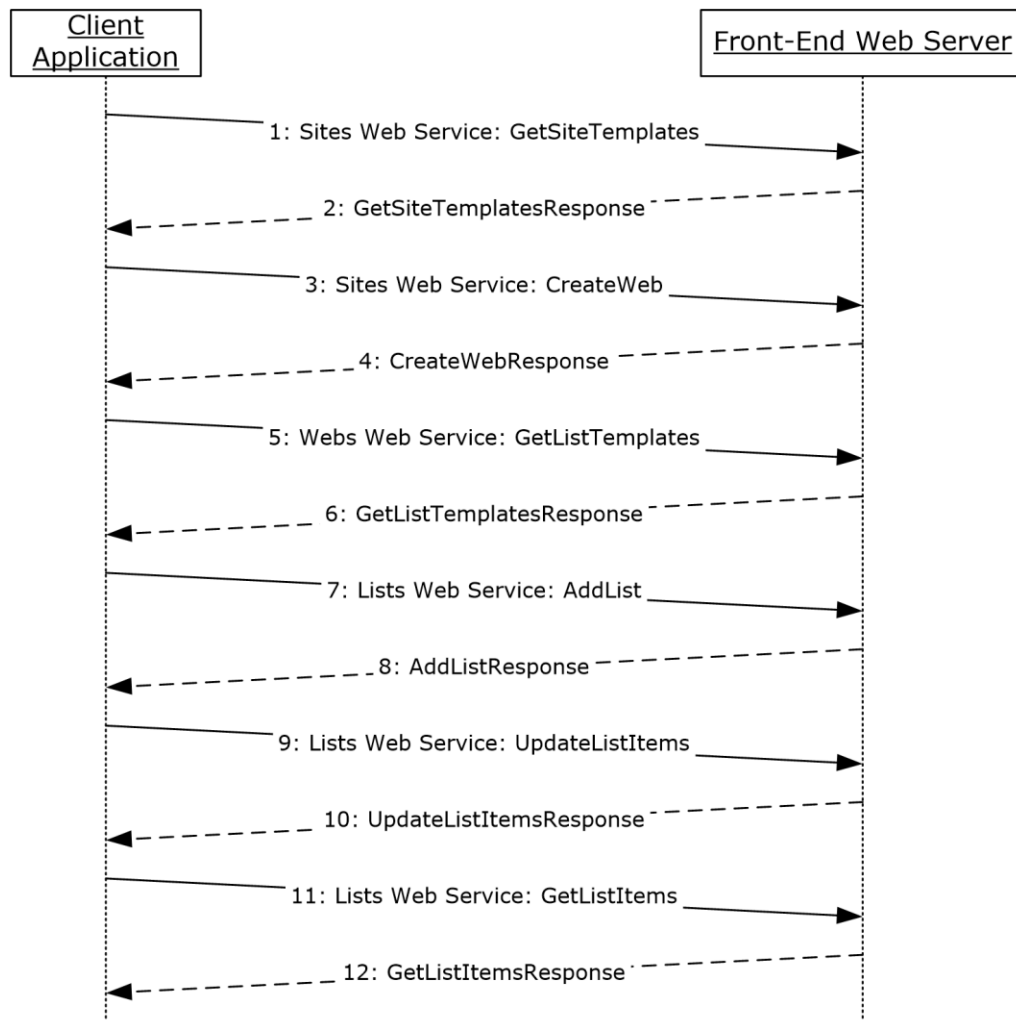 Client
Application
Front-End Web Server
1: Sites Web Service: GetSiteTemplates
2: GetSiteTemplatesResponse
3: Sites Web Service: CreateWeb
4: CreateWebResponse
5: Webs Web Service: GetListTemplates
6: GetListTemplatesResponse
7: Lists Web Service: AddList
8: AddListResponse
9: Lists Web Service: UpdateListItems
10: UpdateListItemsResponse
11: Lists Web Service: GetListItems
12: GetListItemsResponse